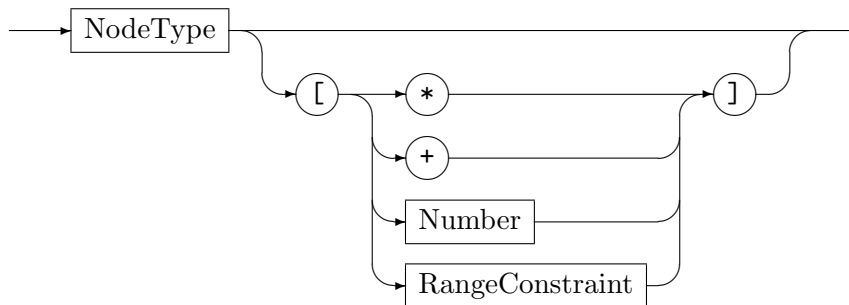 NodeType
[ * ]
+
Number
RangeConstraint